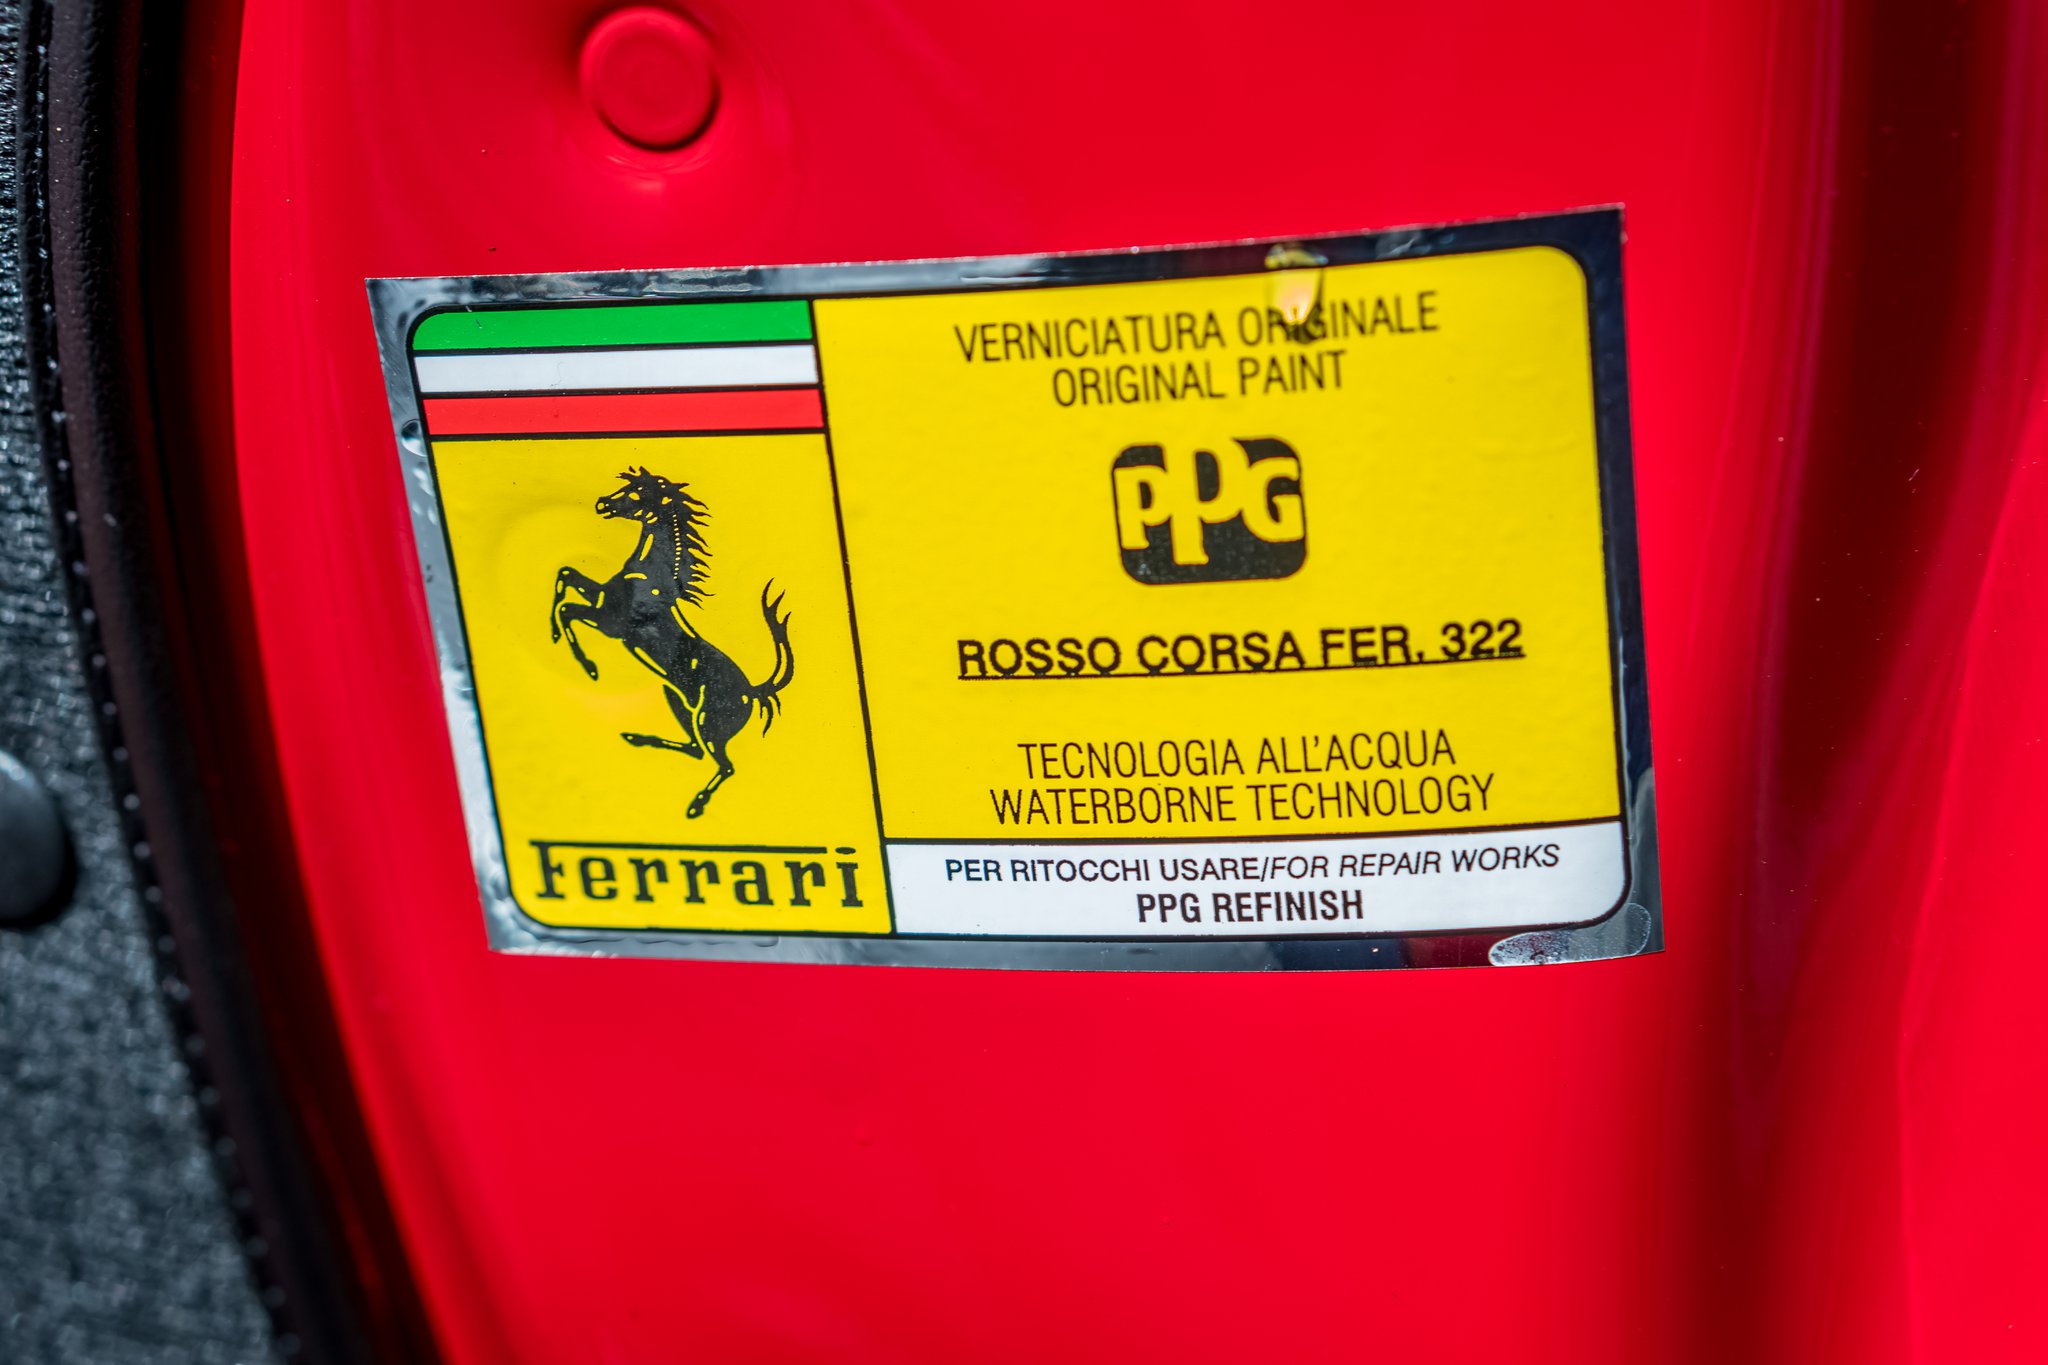 VERNICIATURA ORIGINALE
ORIGINAL PAINT
PPG
ROSSO CORSA FER. 322
TECNOLOGIA ALL'ACQUA
WATERBORNE TECHNOLOGY
Ferrari
PER RITOCCHI USARE/FOR REPAIR WORKS
PPG REFINISH